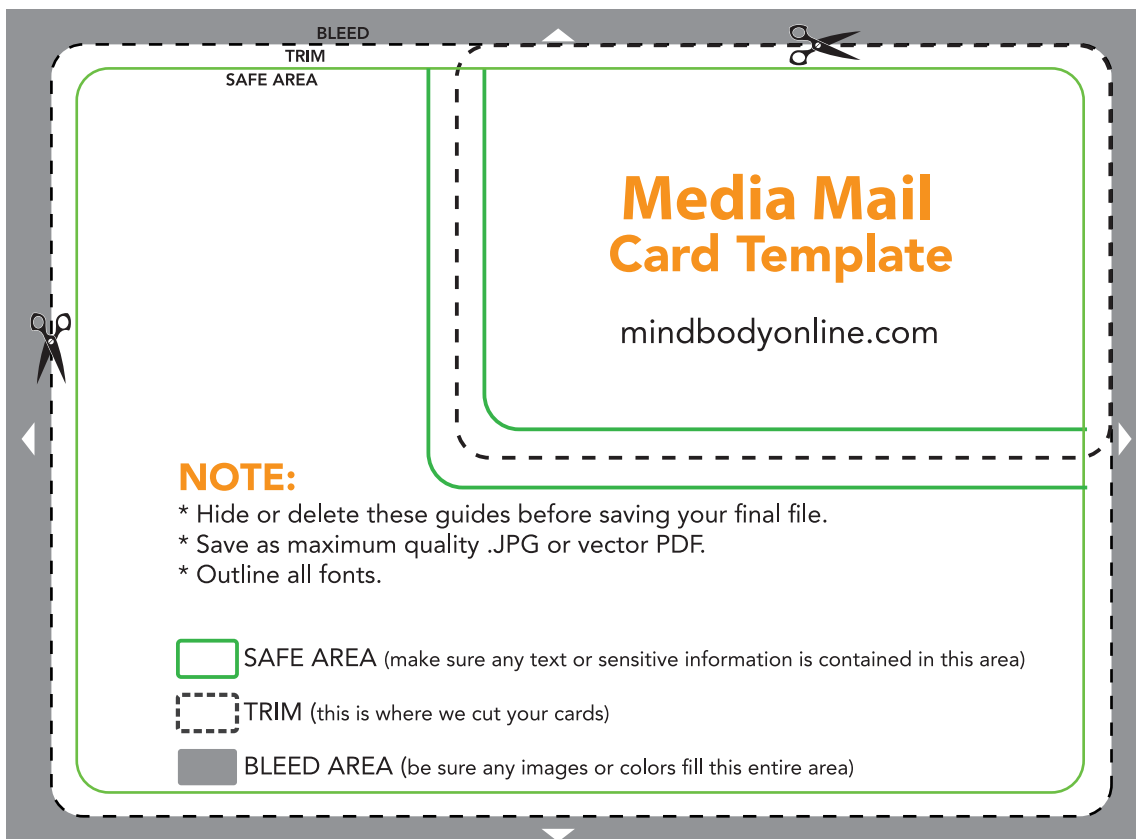 BLEED
TRIM
SAFE AREA
Media Mail
Card Template
mindbodyonline.com
NOTE:
* Hide or delete these guides before saving your final file.
* Save as maximum quality .JPG or vector PDF.
* Outline all fonts.
SAFE AREA (make sure any text or sensitive information is contained in this area)
TRIM (this is where we cut your cards)
BLEED AREA (be sure any images or colors fill this entire area)